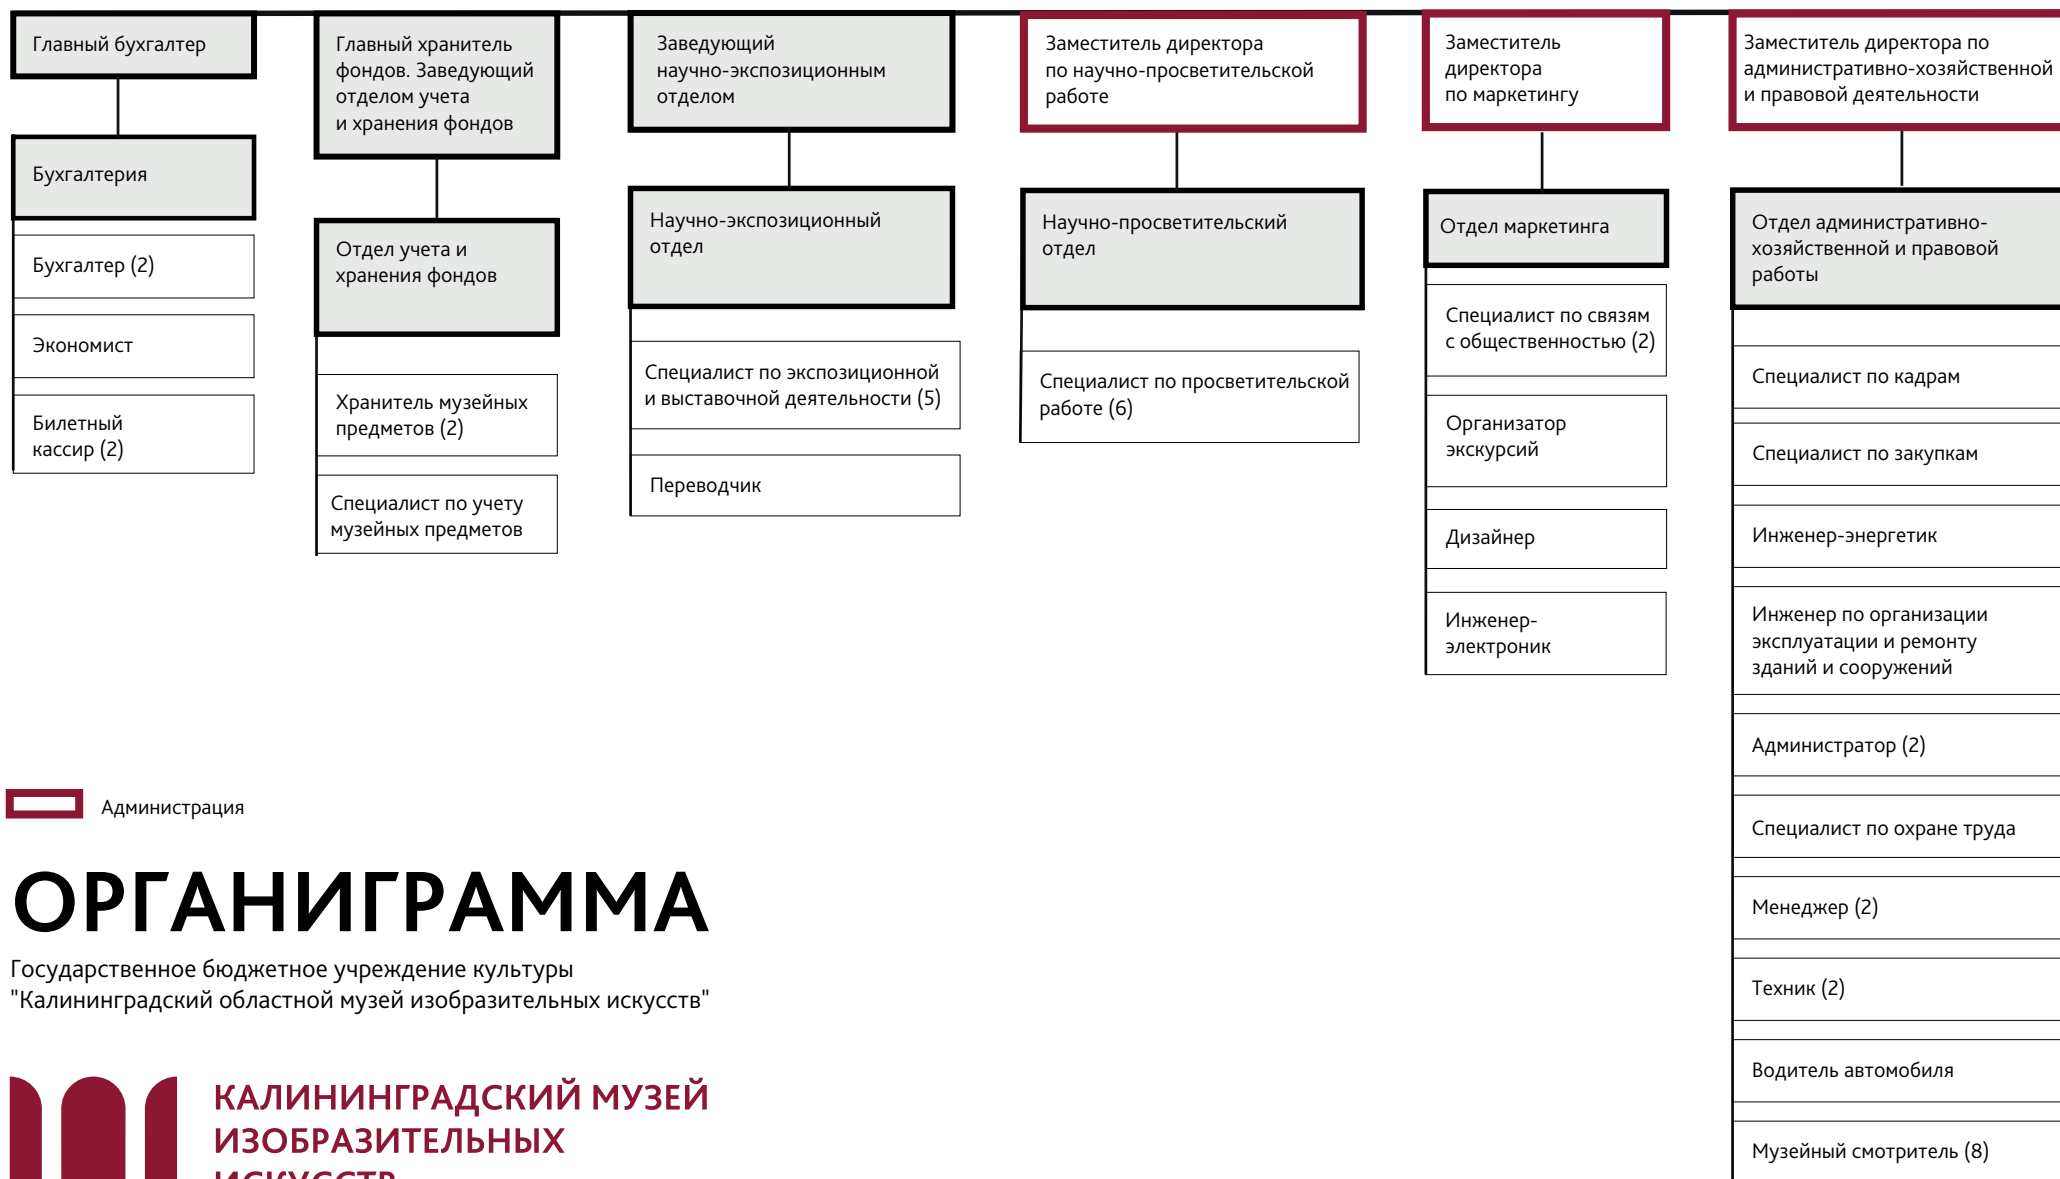 Главный бухгалтер
Бухгалтерия
Бухгалтер (2)
Экономист
Билетный
кассир (2)
Главный хранитель
фондов. Заведующий
отделом учета
и хранения фондов
Отдел учета и
хранения фондов
Хранитель музейных
предметов (2)
Специалист по учету
музейных предметов
Заведующий
научно-экспозиционным
отделом
Научно-экспозиционный
отдел
Специалист по экспозиционной
и выставочной деятельности (5)
Переводчик
Заместитель директора
по научно-просветительской
работе
Научно-просветительский
отдел
Специалист по просветительской
работе (6)
Заместитель
директора
по маркетингу
Отдел маркетинга
Специалист по связям
с общественностью (2)
Организатор
экскурсий
Дизайнер
Инженер-
электроник
Заместитель директора по
административно-хозяйственной
и правовой деятельности
Отдел административно-
хозяйственной и правовой
работы
Специалист по кадрам
Специалист по закупкам
Инженер-энергетик
Инженер по организации
эксплуатации и ремонту
зданий и сооружений
Администратор (2)
Специалист по охране труда
Менеджер (2)
Техник (2)
Водитель автомобиля
Музейный смотритель (8)
Администрация
ОРГАНИГРАММА
Государственное бюджетное учреждение культуры
"Калининградский областной музей изобразительных искусств"
КАЛИНИНГРАДСКИЙ МУЗЕЙ
ИЗОБРАЗИТЕЛЬНЫХ
ИСКУССТВ